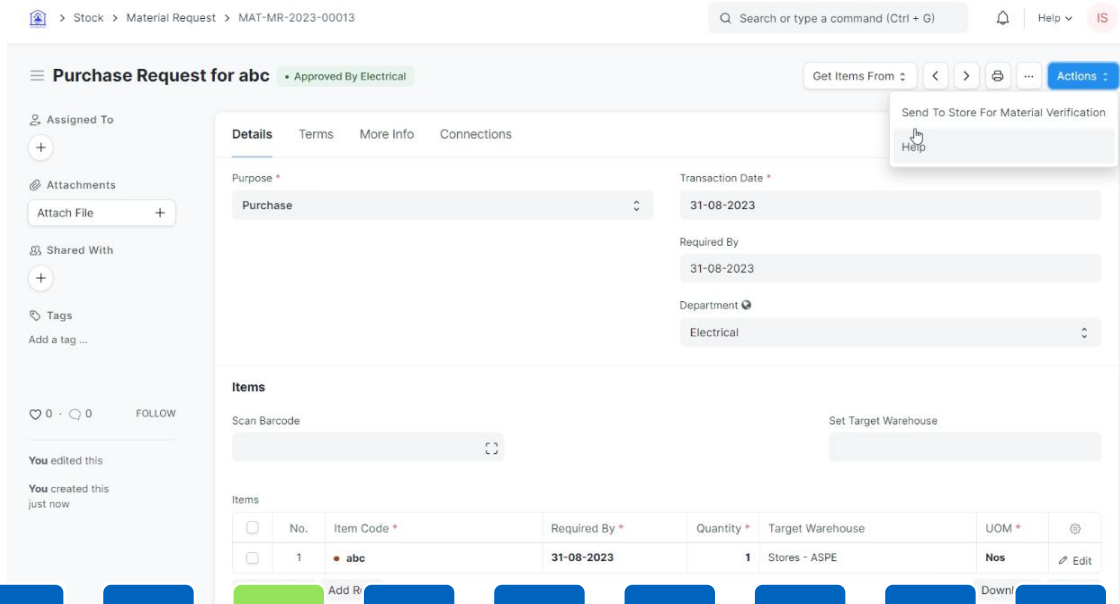 > Stock > Material Request > MAT-MR-2023-00013
Search or type a command (Ctrl + G)
Help
IS
Purchase Request for abc
• Approved By Electrical
Get Items From
< > ...
Actions
Send To Store For Material Verification
Help
Assigned To
+
Attachments
Attach File +
Shared With
+
Tags
Add a tag ...
0 · 0 FOLLOW
You edited this
You created this
just now
Details Terms More Info Connections
Purpose *
Purchase
Transaction Date *
31-08-2023
Required By
31-08-2023
Department
Electrical
Items
Scan Barcode
Set Target Warehouse
Items
No. Item Code * Required By * Quantity * Target Warehouse UOM *
1 • abc 31-08-2023 1 Stores - ASPE Nos Edit
Add